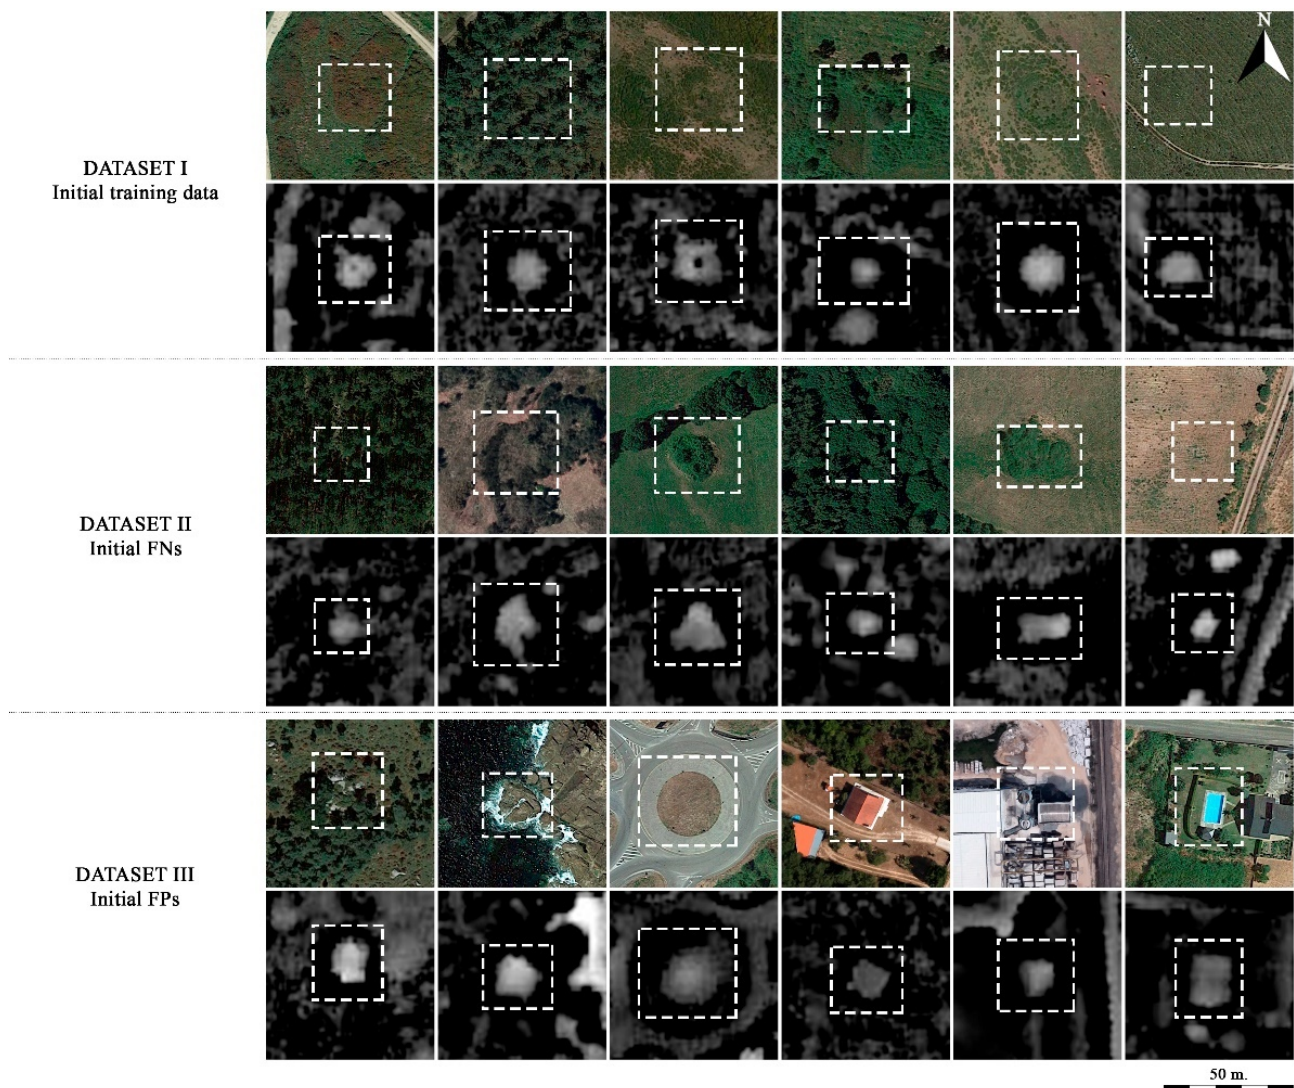 N
DATASET I
Initial training data
DATASET II
Initial FNs
DATASET III
Initial FPs
50 m.